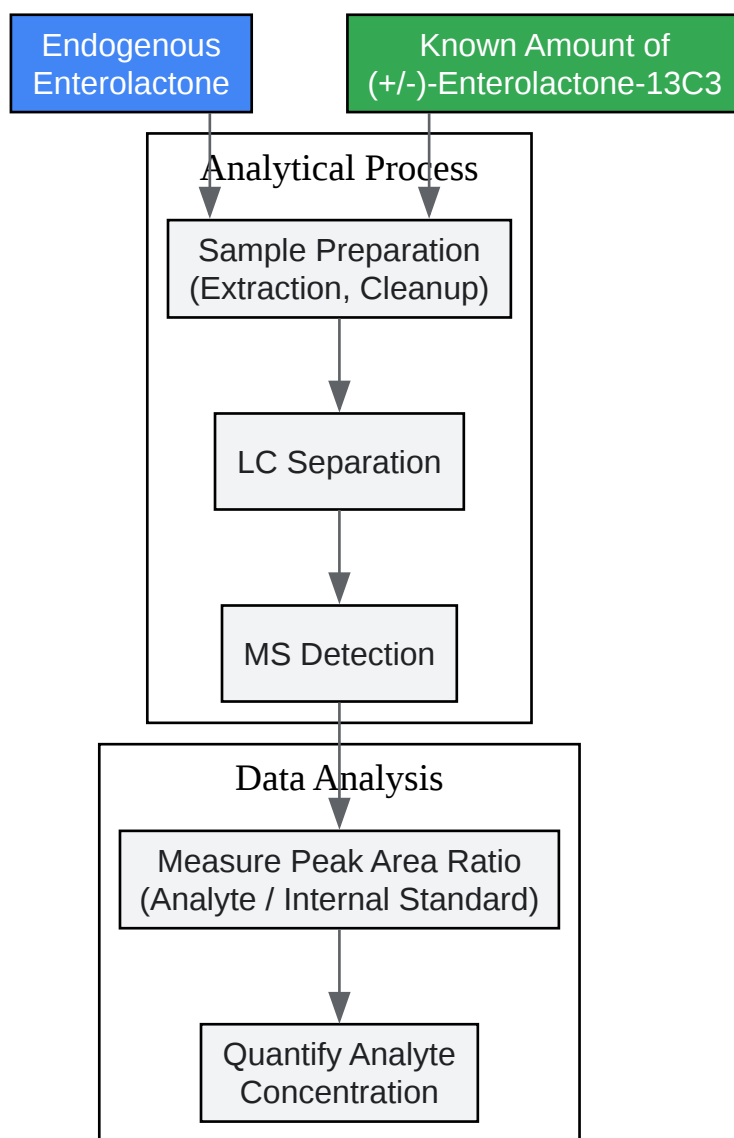 Endogenous
Enterolactone
Known Amount of
(+/-)-Enterolactone-13C3
Analytical Process
Sample Preparation
(Extraction, Cleanup)
LC Separation
MS Detection
Data Analysis
Measure Peak Area Ratio
(Analyte / Internal Standard)
Quantify Analyte
Concentration